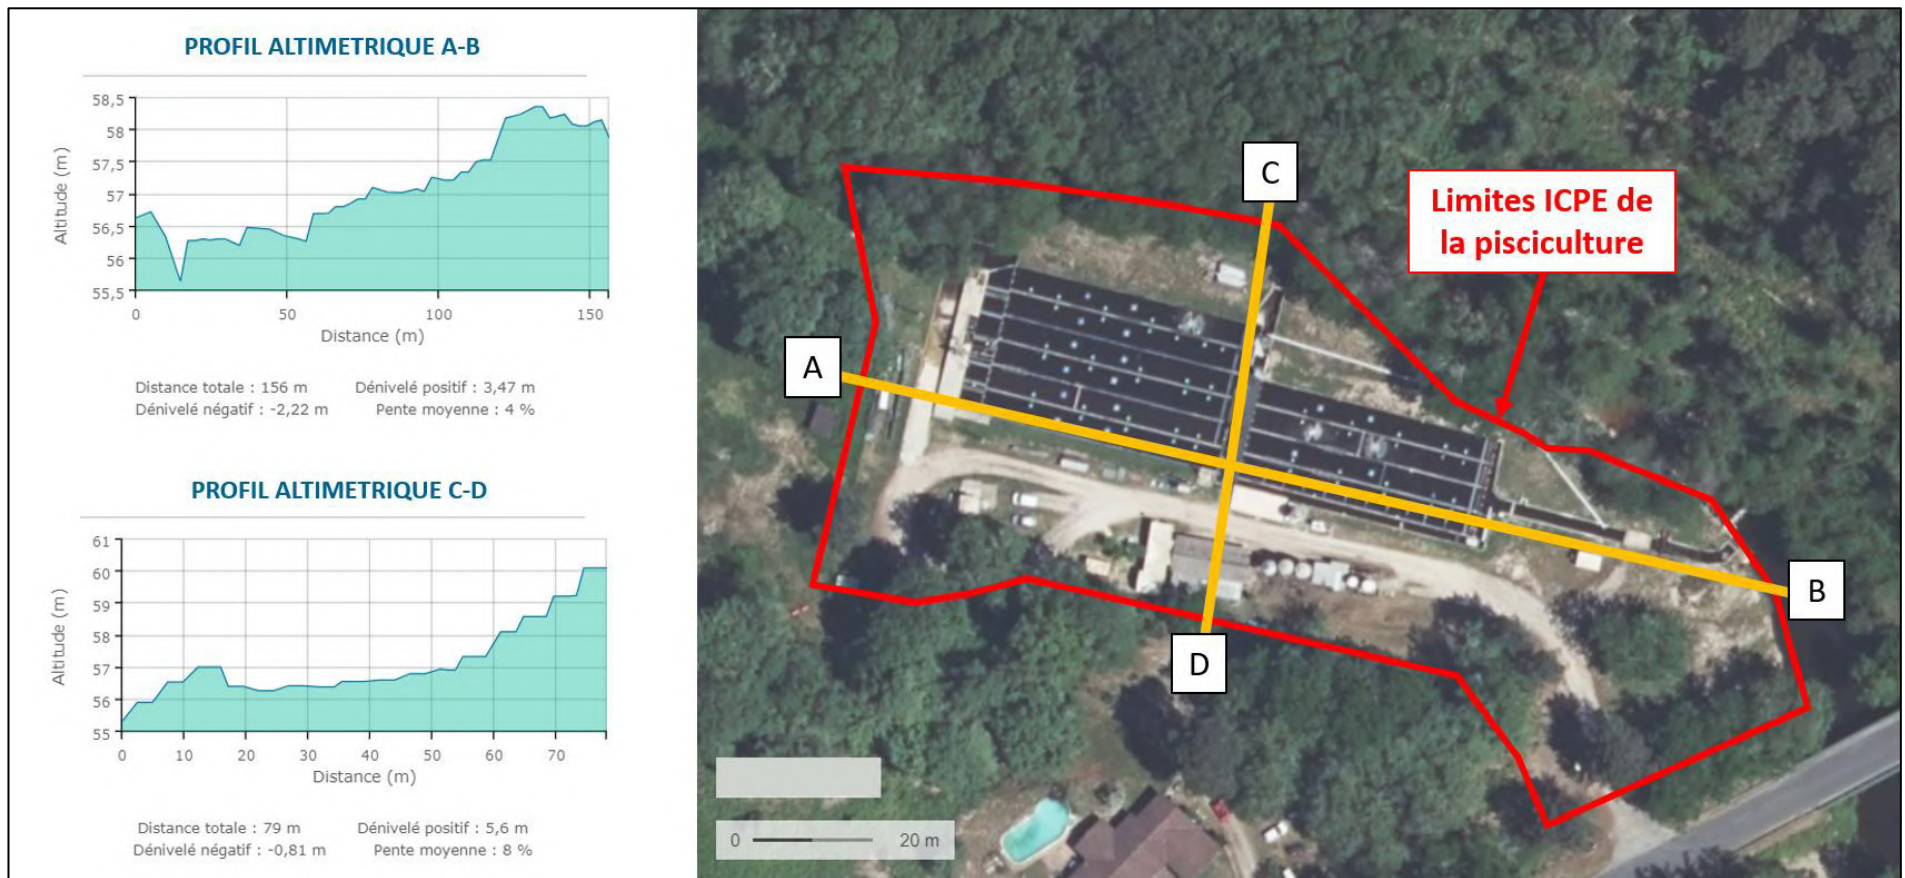 PROFIL ALTIMETRIQUE A-B
58,5
58
57,5
57
56,5
56
55,5
Altitude (m)
0 50 100 150
Distance (m)
Distance totale : 156 m Dénivelé positif : 3,47 m
Dénivelé négatif : -2,22 m Pente moyenne : 4 %
PROFIL ALTIMETRIQUE C-D
61
60
59
58
57
56
55
Altitude (m)
0 10 20 30 40 50 60 70
Distance (m)
Distance totale : 79 m Dénivelé positif : 5,6 m
Dénivelé négatif : -0,81 m Pente moyenne : 8 %
C
Limites ICPE de
la pisciculture
A
B
D
0 20 m